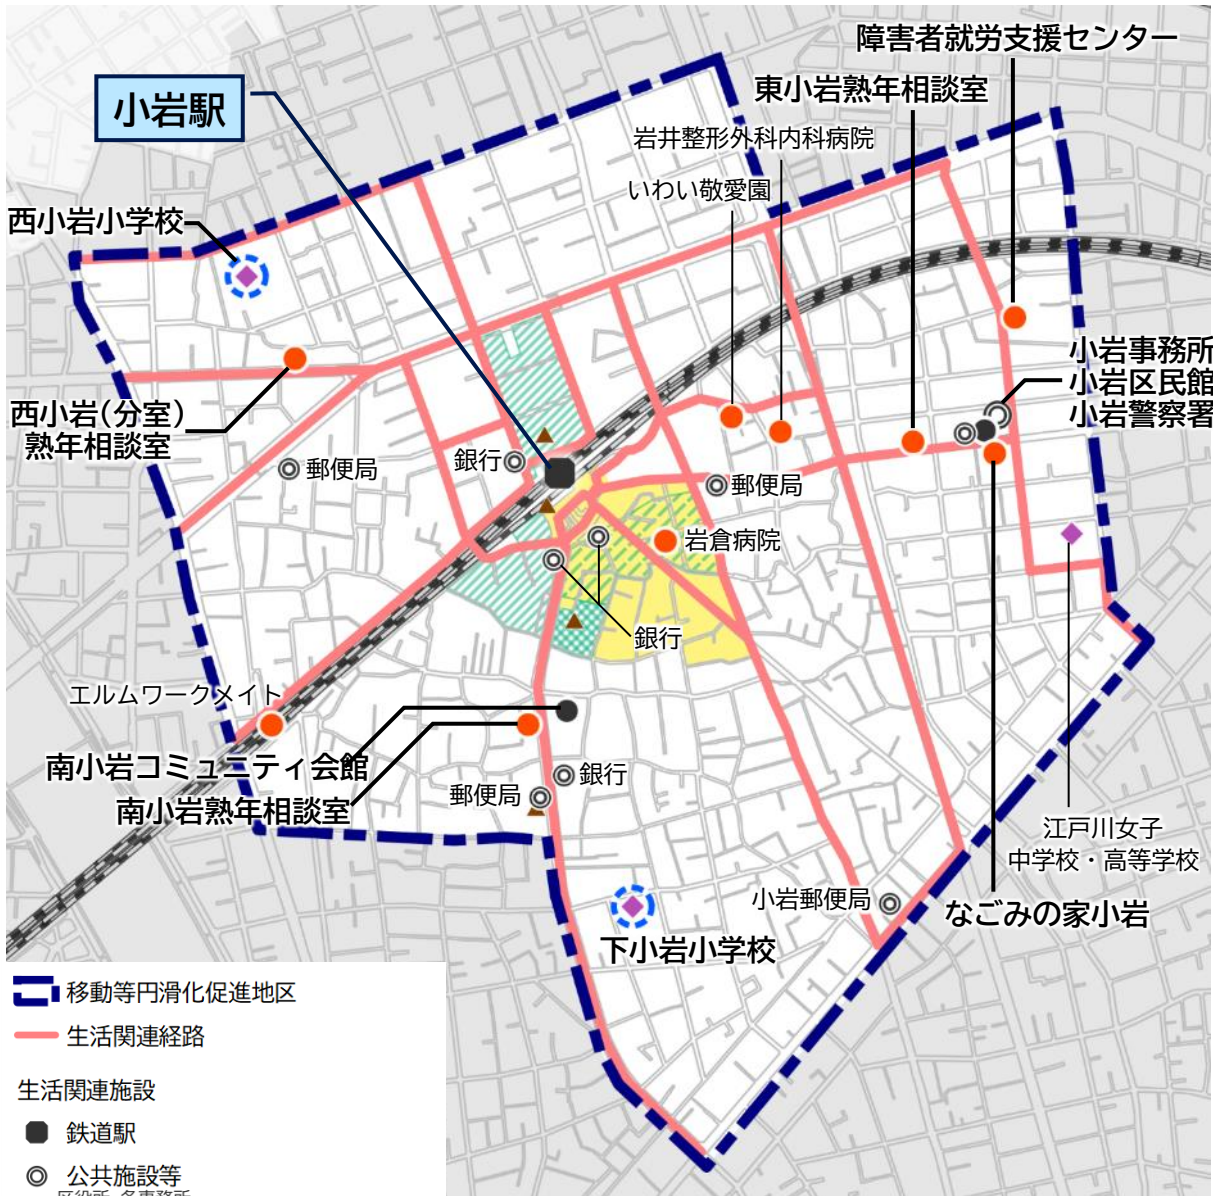 障害者就労支援センター
東小岩熟年相談室
小岩駅
岩井整形外科内科病院
いわい敬愛園
西小岩小学校
小岩事務所
小岩区民館
小岩警察署
西小岩(分室)
熟年相談室
郵便局
銀行
郵便局
岩倉病院
銀行
エルムワークメイト
南小岩コミュニティ会館
南小岩熟年相談室
銀行
郵便局
江戸川女子
中学校・高等学校
小岩郵便局
なごみの家小岩
下小岩小学校
移動等円滑化促進地区
生活関連経路
生活関連施設
鉄道駅
公共施設等